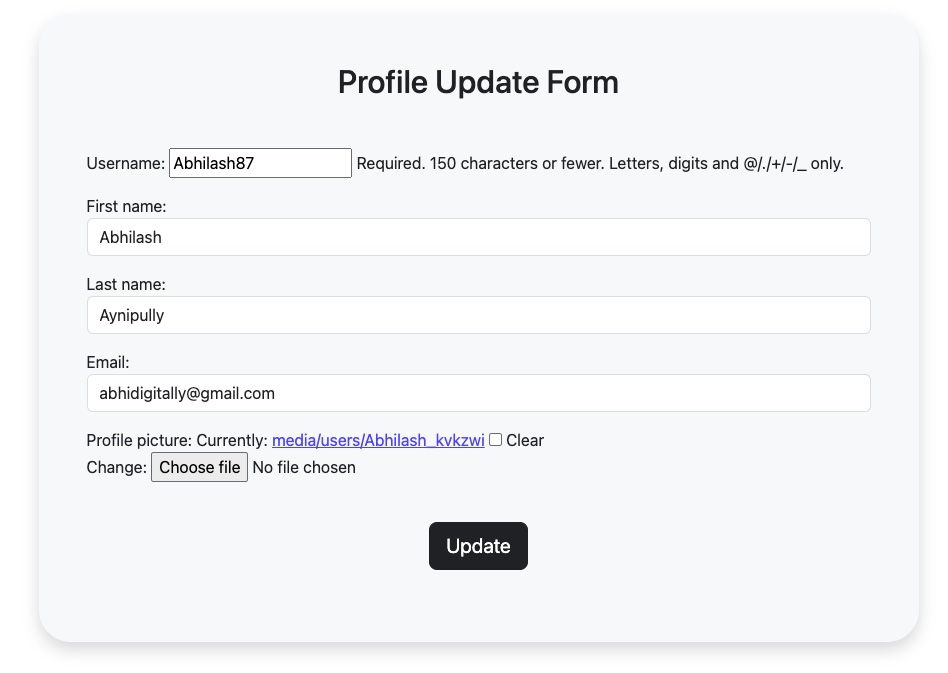 Profile Update Form
Username: Abhilash87 Required. 150 characters or fewer. Letters, digits and @/./+/-/_ only.
First name:
Abhilash
Last name:
Aynipully
Email:
abhidigitally@gmail.com
Profile picture: Currently: media/users/Abhilash_kvkzwi Clear
Change: Choose file No file chosen
Update